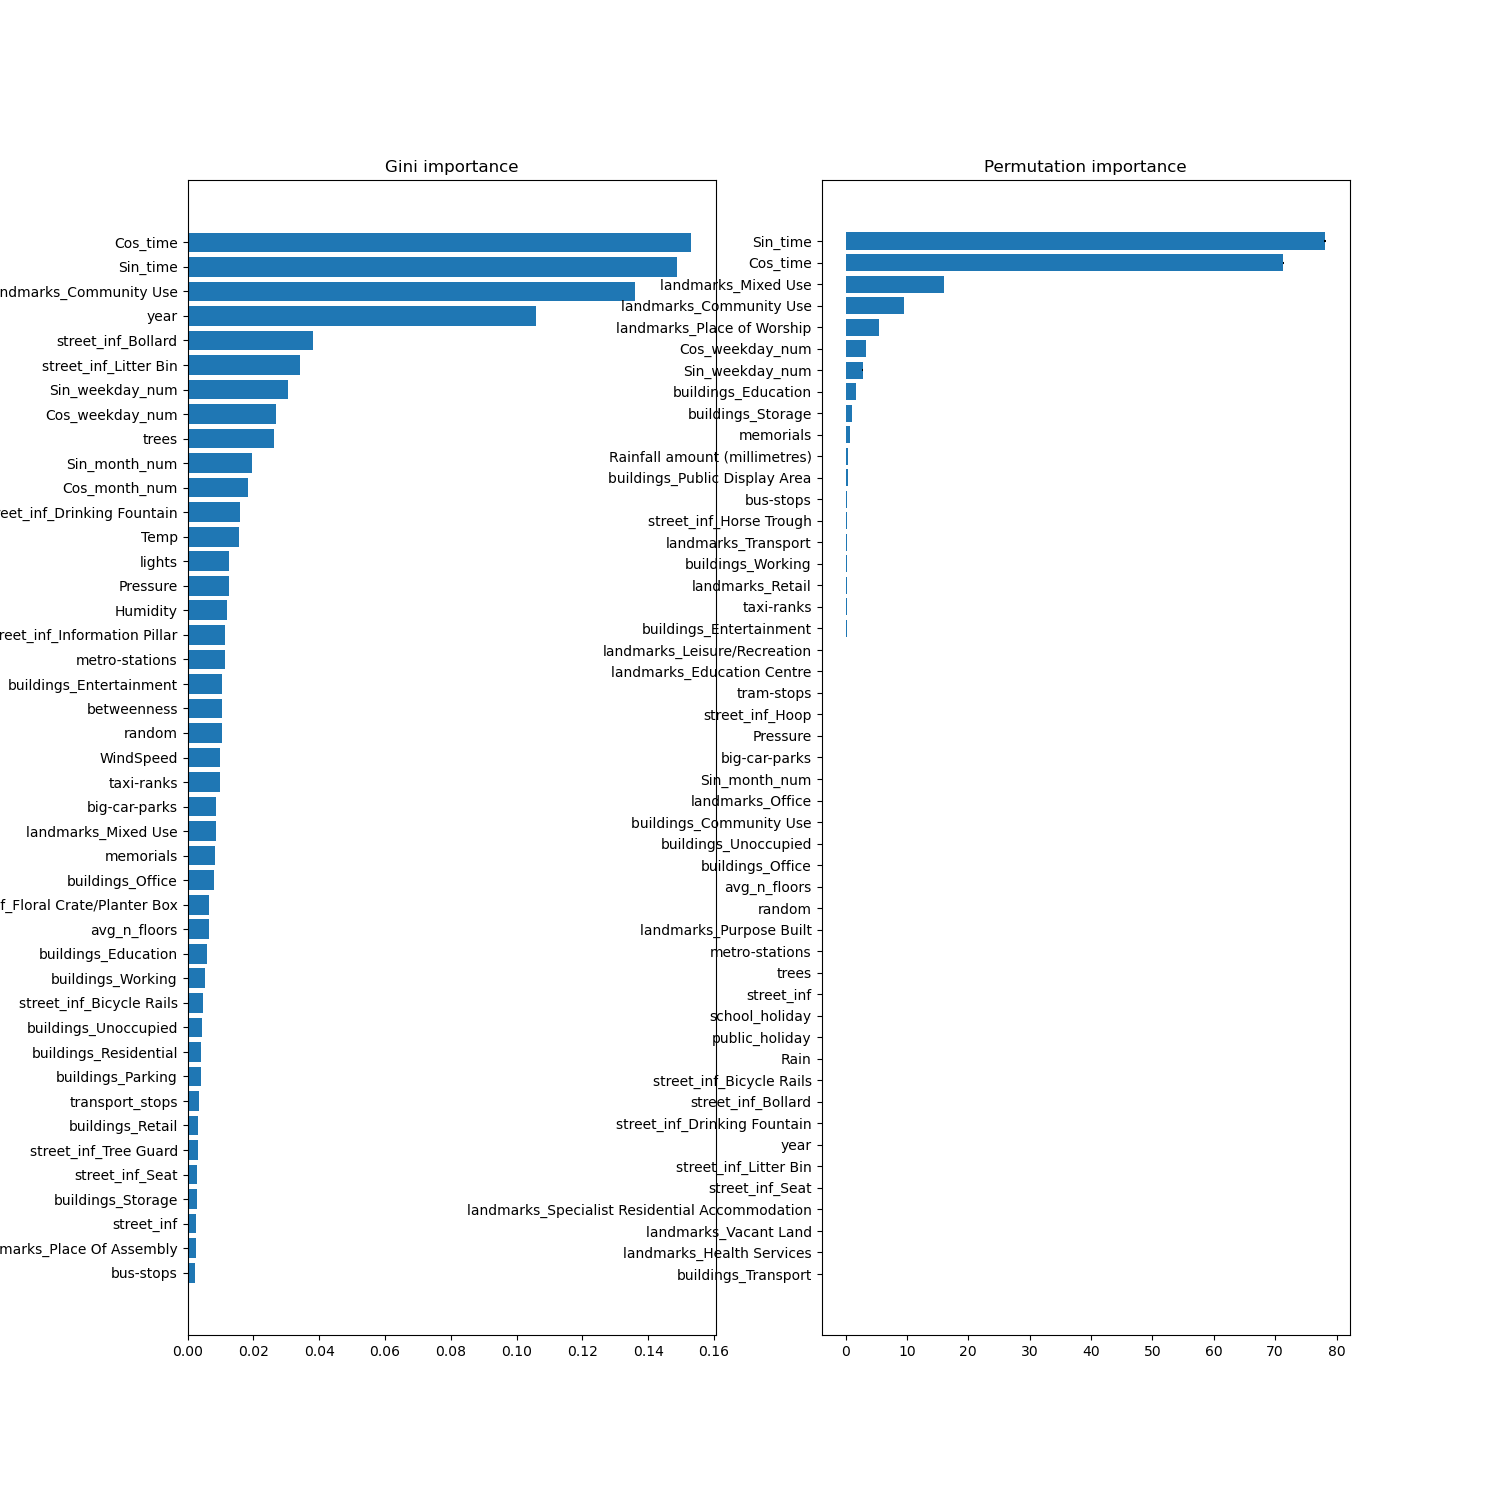 Gini importance
Cos_time
Sin_time
ndmarks_Community Use
year
street_inf_Bollard
street_inf_Litter Bin
Sin_weekday_num
Cos_weekday_num
trees
Sin_month_num
Cos_month_num
eet_inf_Drinking Fountain
Temp
lights
Pressure
Humidity
reet_inf_Information Pillar
metro-stations
buildings_Entertainment
betweenness
random
WindSpeed
taxi-ranks
big-car-parks
landmarks_Mixed Use
memorials
buildings_Office
f_Floral Crate/Planter Box
avg_n_floors
buildings_Education
buildings_Working
street_inf_Bicycle Rails
buildings_Unoccupied
buildings_Residential
buildings_Parking
transport_stops
buildings_Retail
street_inf_Tree Guard
street_inf_Seat
buildings_Storage
street_inf
marks_Place Of Assembly
bus-stops
0.00 0.02 0.04 0.06 0.08 0.10 0.12 0.14 0.16
Permutation importance
Sin_time
Cos_time
landmarks_Mixed Use
landmarks_Community Use
landmarks_Place of Worship
Cos_weekday_num
Sin_weekday_num
buildings_Education
buildings_Storage
memorials
Rainfall amount (millimetres)
buildings_Public Display Area
bus-stops
street_inf_Horse Trough
landmarks_Transport
buildings_Working
landmarks_Retail
taxi-ranks
buildings_Entertainment
landmarks_Leisure/Recreation
landmarks_Education Centre
tram-stops
street_inf_Hoop
Pressure
big-car-parks
Sin_month_num
landmarks_Office
buildings_Community Use
buildings_Unoccupied
buildings_Office
avg_n_floors
random
landmarks_Purpose Built
metro-stations
trees
street_inf
school_holiday
public_holiday
Rain
street_inf_Bicycle Rails
street_inf_Bollard
street_inf_Drinking Fountain
year
street_inf_Litter Bin
street_inf_Seat
landmarks_Specialist Residential Accommodation
landmarks_Vacant Land
landmarks_Health Services
buildings_Transport
0 10 20 30 40 50 60 70 80